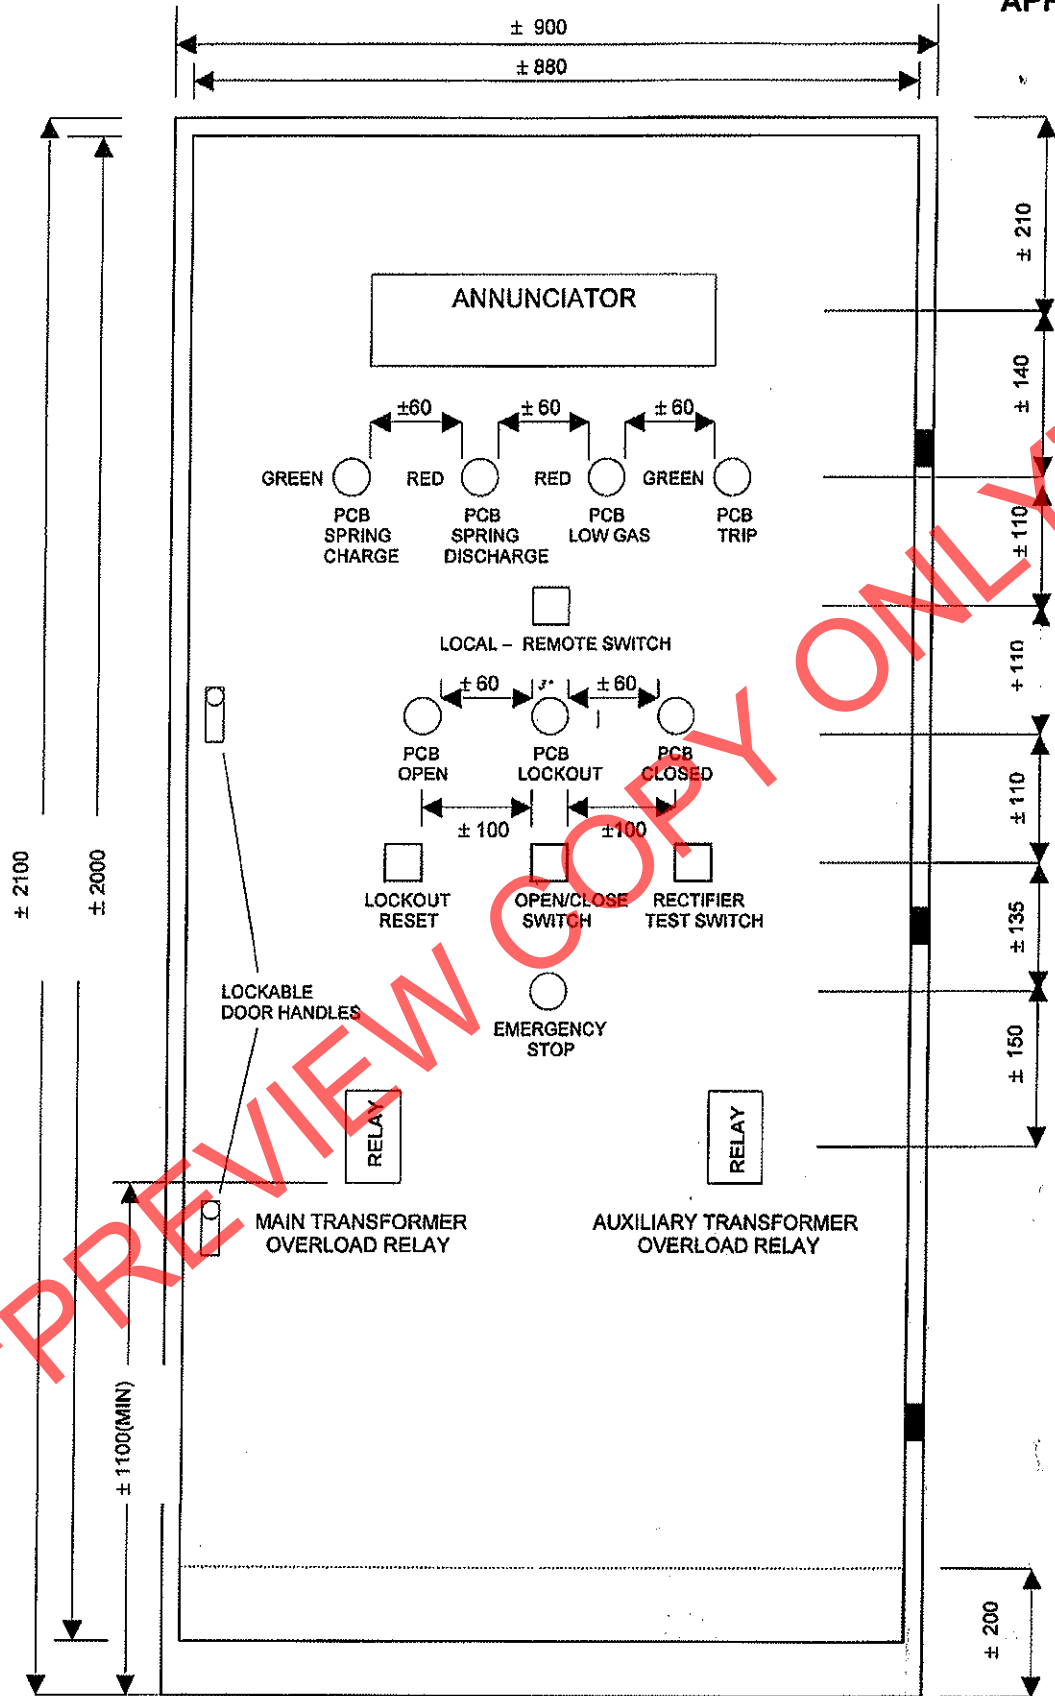 ± 900
± 880
± 210
ANNUNCIATOR
± 140
±60
± 60
± 60
GREEN
RED
RED
GREEN
PCB
SPRING
CHARGE
PCB
SPRING
DISCHARGE
PCB
LOW GAS
PCB
TRIP
±110
LOCAL – REMOTE SWITCH
+110
± 60
± 60
PCB
OPEN
PCB
LOCKOUT
PCB
CLOSED
±110
± 100
±100
± 2100
± 2000
LOCKOUT
RESET
OPEN/CLOSE
SWITCH
RECTIFIER
TEST SWITCH
±135
LOCKABLE
DOOR HANDLES
EMERGENCY
STOP
± 150
RELAY
RELAY
MAIN TRANSFORMER
OVERLOAD RELAY
AUXILIARY TRANSFORMER
OVERLOAD RELAY
± 1100(MIN)
± 200
PREVIEW COPY ONLY